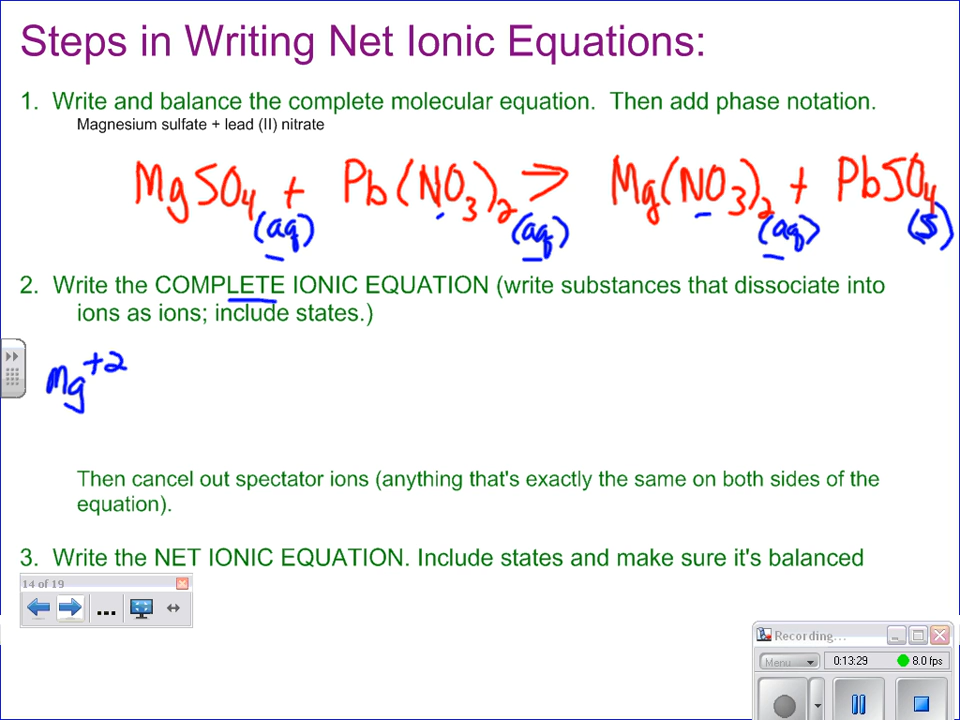 Steps in Writing Net Ionic Equations:
1. Write and balance the complete molecular equation. Then add phase notation.
Magnesium sulfate + lead (II) nitrate
MgSO4 + Pb(NO3)2 > Mg(NO3)2 + PbSO4
(aq) (aq) (aq) (s)
2. Write the COMPLETE IONIC EQUATION (write substances that dissociate into
ions as ions; include states.)
Mg+2
Then cancel out spectator ions (anything that's exactly the same on both sides of the
equation).
3. Write the NET IONIC EQUATION. Include states and make sure it's balanced
14 of 19
...
Recording...
Menu 0:13:29 8.0 fps